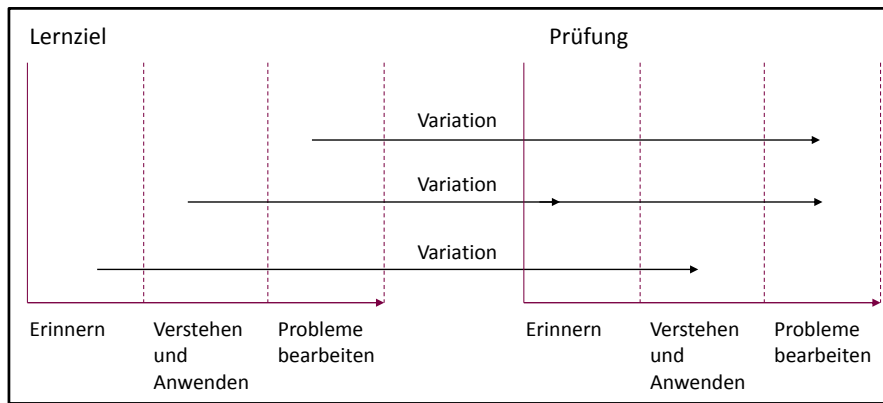 Lernziel
Prüfung
Variation
Variation
Variation
Erinnern
Verstehen
und
Anwenden
Probleme
bearbeiten
Erinnern
Verstehen
und
Anwenden
Probleme
bearbeiten